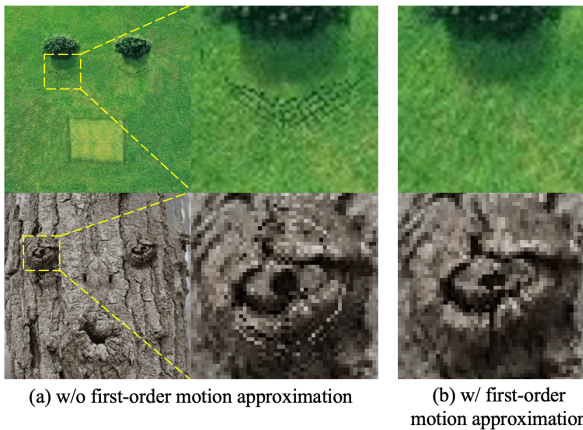 (a) w/o first-order motion approximation
(b) w/ first-order
motion approximation